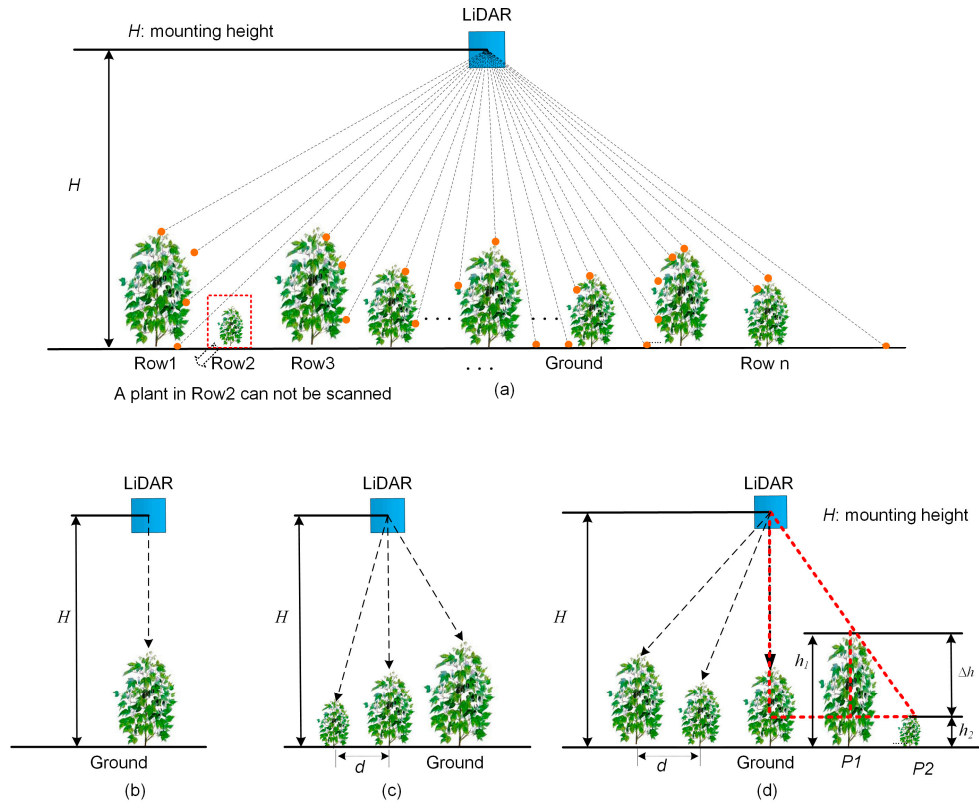 LiDAR
H: mounting height
H
Row1
Row2
Row3
. . .
Ground
Row n
A plant in Row2 can not be scanned
(a)
LiDAR
H
Ground
(b)
LiDAR
H
d
Ground
(c)
LiDAR
H: mounting height
H
h1
Δh
h2
d
Ground
P1
P2
(d)